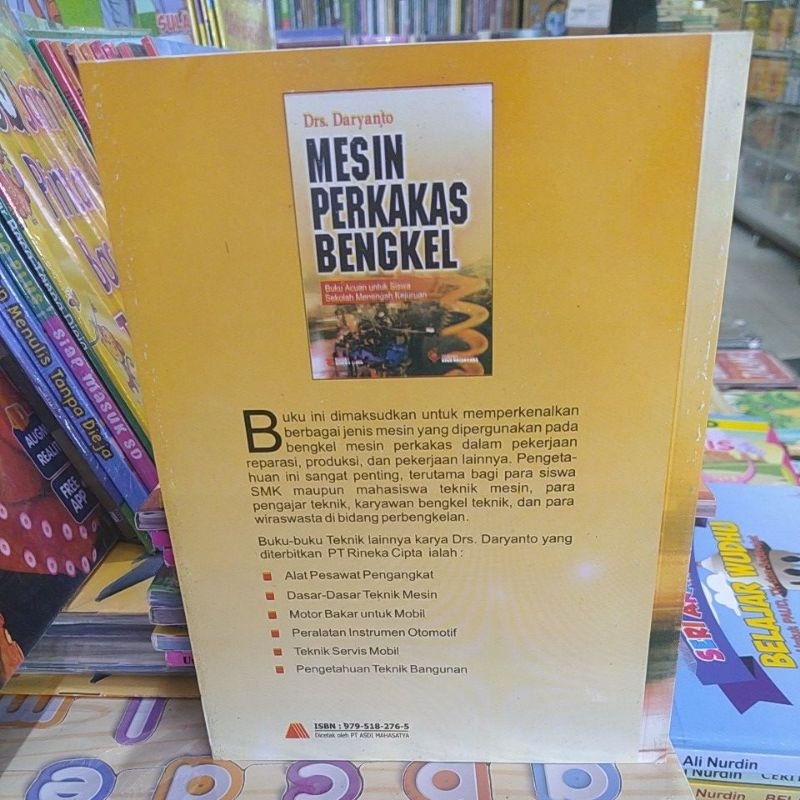 Drs. Daryanto
MESIN
PERKAKAS
BENGKEL
Buku Acuan untuk Siswa
Sekolah Menengah Kejuruan
Buku ini dimaksudkan untuk memperkenalkan
berbagai jenis mesin yang dipergunakan pada
bengkel mesin perkakas dalam pekerjaan
reparasi, produksi, dan pekerjaan lainnya. Pengeta-
huan ini sangat penting, terutama bagi para siswa
SMK maupun mahasiswa teknik mesin, para
pengajar teknik, karyawan bengkel teknik, dan para
wiraswasta di bidang perbengkelan.
Buku-buku Teknik lainnya karya Drs. Daryanto yang
diterbitkan PT Rineka Cipta ialah :
Alat Pesawat Pengangkat
Dasar-Dasar Teknik Mesin
Motor Bakar untuk Mobil
Peralatan Instrumen Otomotif
Teknik Servis Mobil
Pengetahuan Teknik Bangunan
ISBN : 979-518-276-5
Dicetak oleh PT ASDI MAHASATYA
Menulis Tanpa Dieja
siap masuk SD
FREE
APP
BELAJAR WUDHU
Ali Nurdin
Nurdin
Nurdin